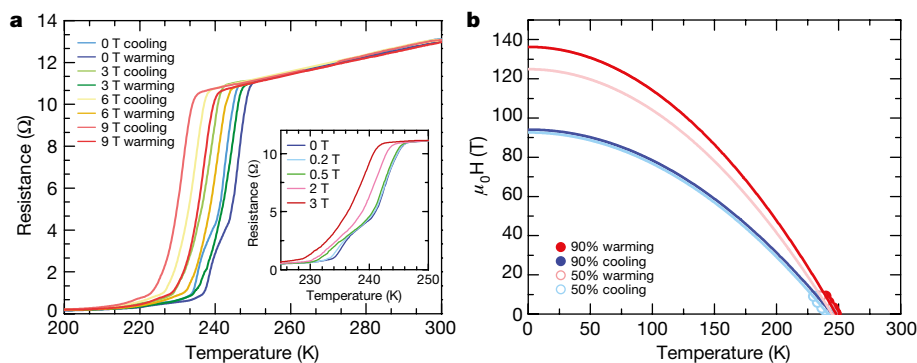 a
0 T cooling
0 T warming
3 T cooling
3 T warming
6 T cooling
6 T warming
9 T cooling
9 T warming
Resistance (Ω)
14
12
10
8
6
4
2
0
200 220 240 260 280 300
Temperature (K)
0 T
0.2 T
0.5 T
2 T
3 T
Resistance (Ω)
10
5
0
230 240 250
Temperature (K)
b
μ0H (T)
140
120
100
80
60
40
20
0
90% warming
90% cooling
50% warming
50% cooling
0 50 100 150 200 250 300
Temperature (K)